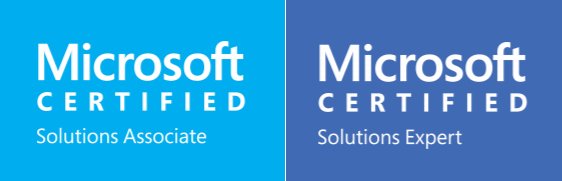 Microsoft
CERTIFIED
Solutions Associate
Microsoft
CERTIFIED
Solutions Expert